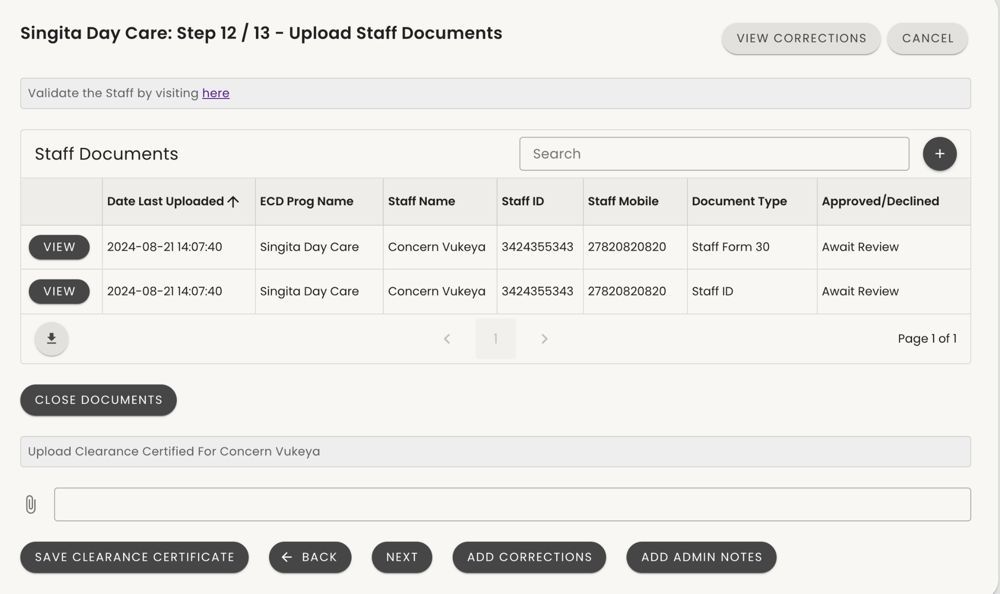 Singita Day Care: Step 12 / 13 - Upload Staff Documents
VIEW CORRECTIONS
CANCEL
Validate the Staff by visiting here
Staff Documents
Search
+
Date Last Uploaded ECD Prog Name Staff Name Staff ID Staff Mobile Document Type Approved/Declined
VIEW 2024-08-21 14:07:40 Singita Day Care Concern Vukeya 3424355343 27820820820 Staff Form 30 Await Review
VIEW 2024-08-21 14:07:40 Singita Day Care Concern Vukeya 3424355343 27820820820 Staff ID Await Review
1
Page 1 of 1
CLOSE DOCUMENTS
Upload Clearance Certified For Concern Vukeya
SAVE CLEARANCE CERTIFICATE
BACK
NEXT
ADD CORRECTIONS
ADD ADMIN NOTES